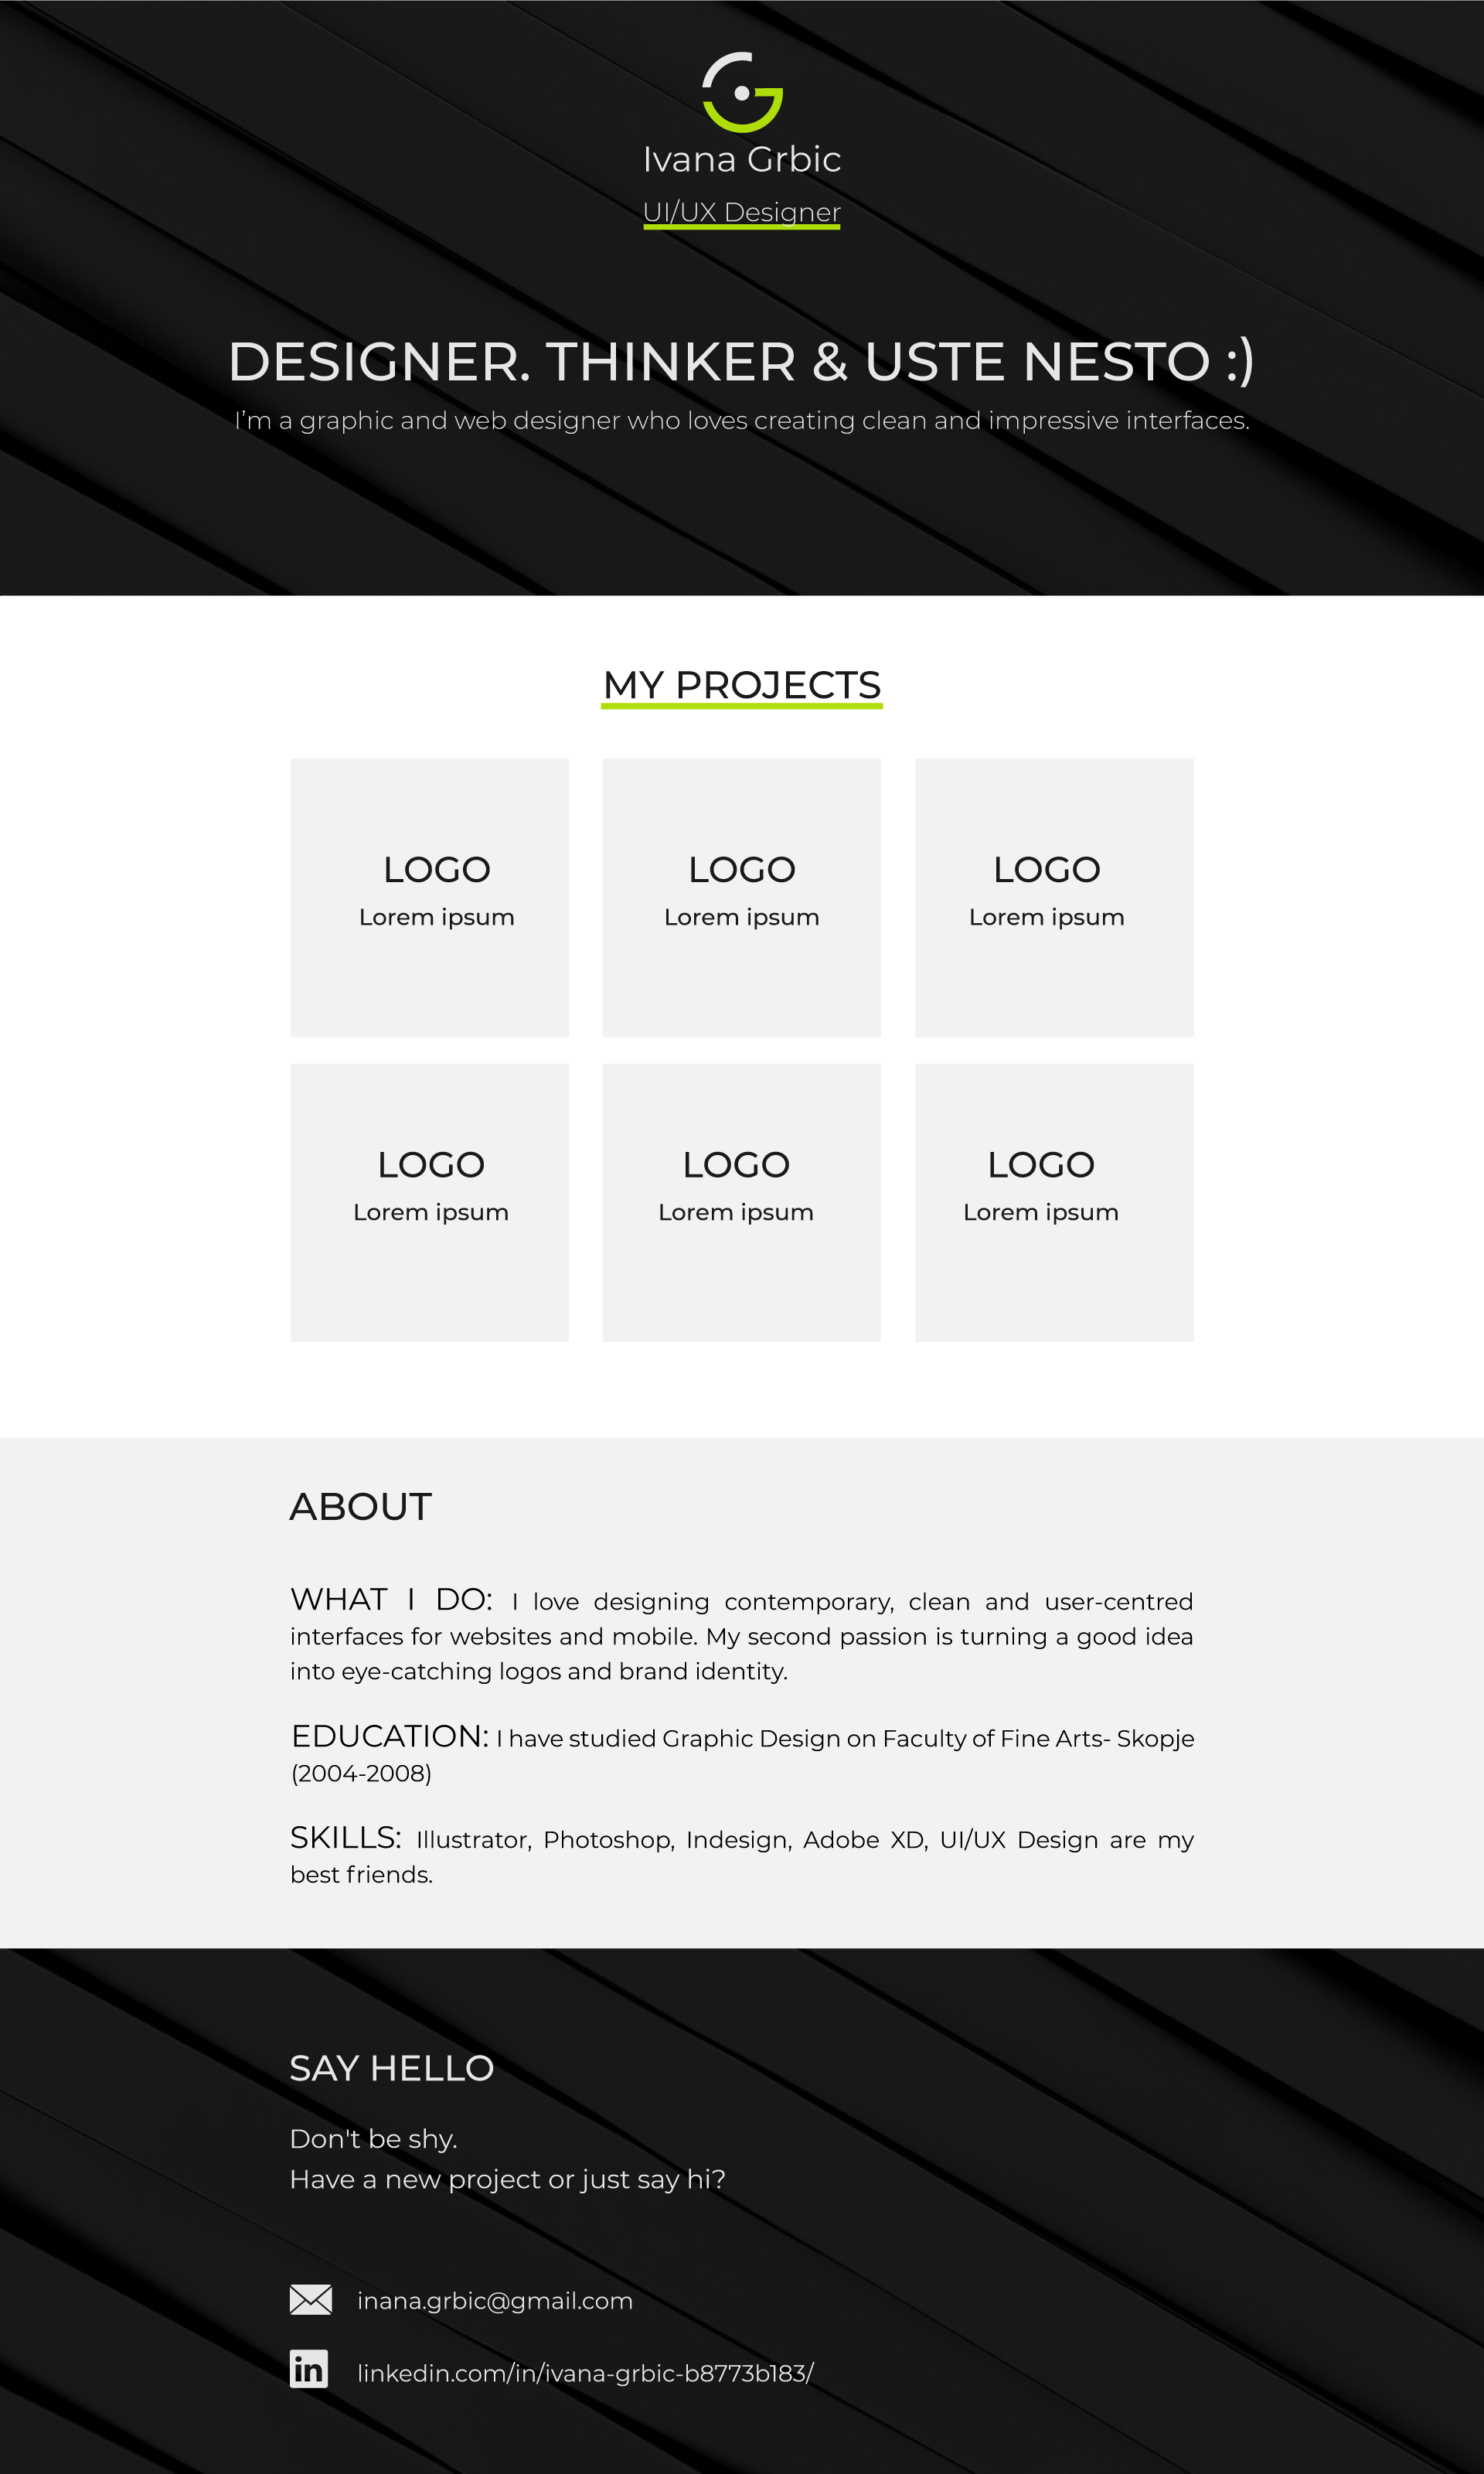 Ivana Grbic
UI/UX Designer
DESIGNER. THINKER & USTE NESTO :)
I’m a graphic and web designer who loves creating clean and impressive interfaces.
MY PROJECTS
LOGO
Lorem ipsum
LOGO
Lorem ipsum
LOGO
Lorem ipsum
LOGO
Lorem ipsum
LOGO
Lorem ipsum
LOGO
Lorem ipsum
ABOUT
WHAT I DO: I love designing contemporary, clean and user-centred
interfaces for websites and mobile. My second passion is turning a good idea
into eye-catching logos and brand identity.
EDUCATION: I have studied Graphic Design on Faculty of Fine Arts- Skopje
(2004-2008)
SKILLS: Illustrator, Photoshop, Indesign, Adobe XD, UI/UX Design are my
best friends.
SAY HELLO
Don't be shy.
Have a new project or just say hi?
inana.grbic@gmail.com
in
linkedin.com/in/ivana-grbic-b8773b183/